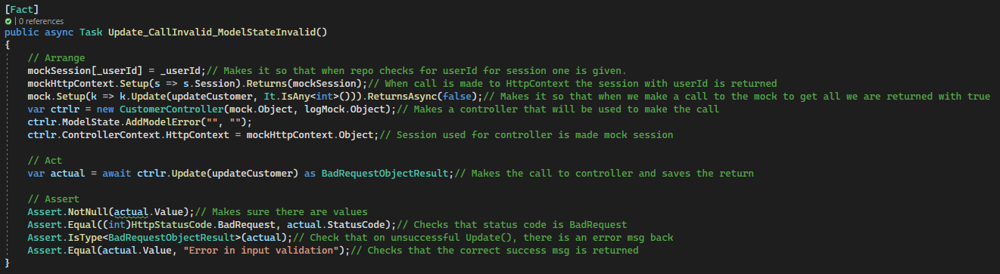 [Fact]
| 0 references
public async Task Update_CallInvalid_ModelStateInvalid()
{
    // Arrange
    mockSession[_userId] = _userId;// Makes it so that when repo checks for userId for session one is given.
    mockHttpContext.Setup(s => s.Session).Returns(mockSession);// When call is made to HttpContext the session with userId is returned
    mock.Setup(k => k.Update(updateCustomer, It.IsAny<int>())).ReturnsAsync(false);// Makes it so that when we make a call to the mock to get all we are returned with true
    var ctrlr = new CustomerController(mock.Object, logMock.Object);// Makes a controller that will be used to make the call
    ctrlr.ModelState.AddModelError("", "");
    ctrlr.ControllerContext.HttpContext = mockHttpContext.Object;// Session used for controller is made mock session

    // Act
    var actual = await ctrlr.Update(updateCustomer) as BadRequestObjectResult;// Makes the call to controller and saves the return

    // Assert
    Assert.NotNull(actual.Value);// Makes sure there are values
    Assert.Equal((int)HttpStatusCode.BadRequest, actual.StatusCode);// Checks that status code is BadRequest
    Assert.IsType<BadRequestObjectResult>(actual);// Check that on unsuccessful Update(), there is an error msg back
    Assert.Equal(actual.Value, "Error in input validation");// Checks that the correct success msg is returned
}